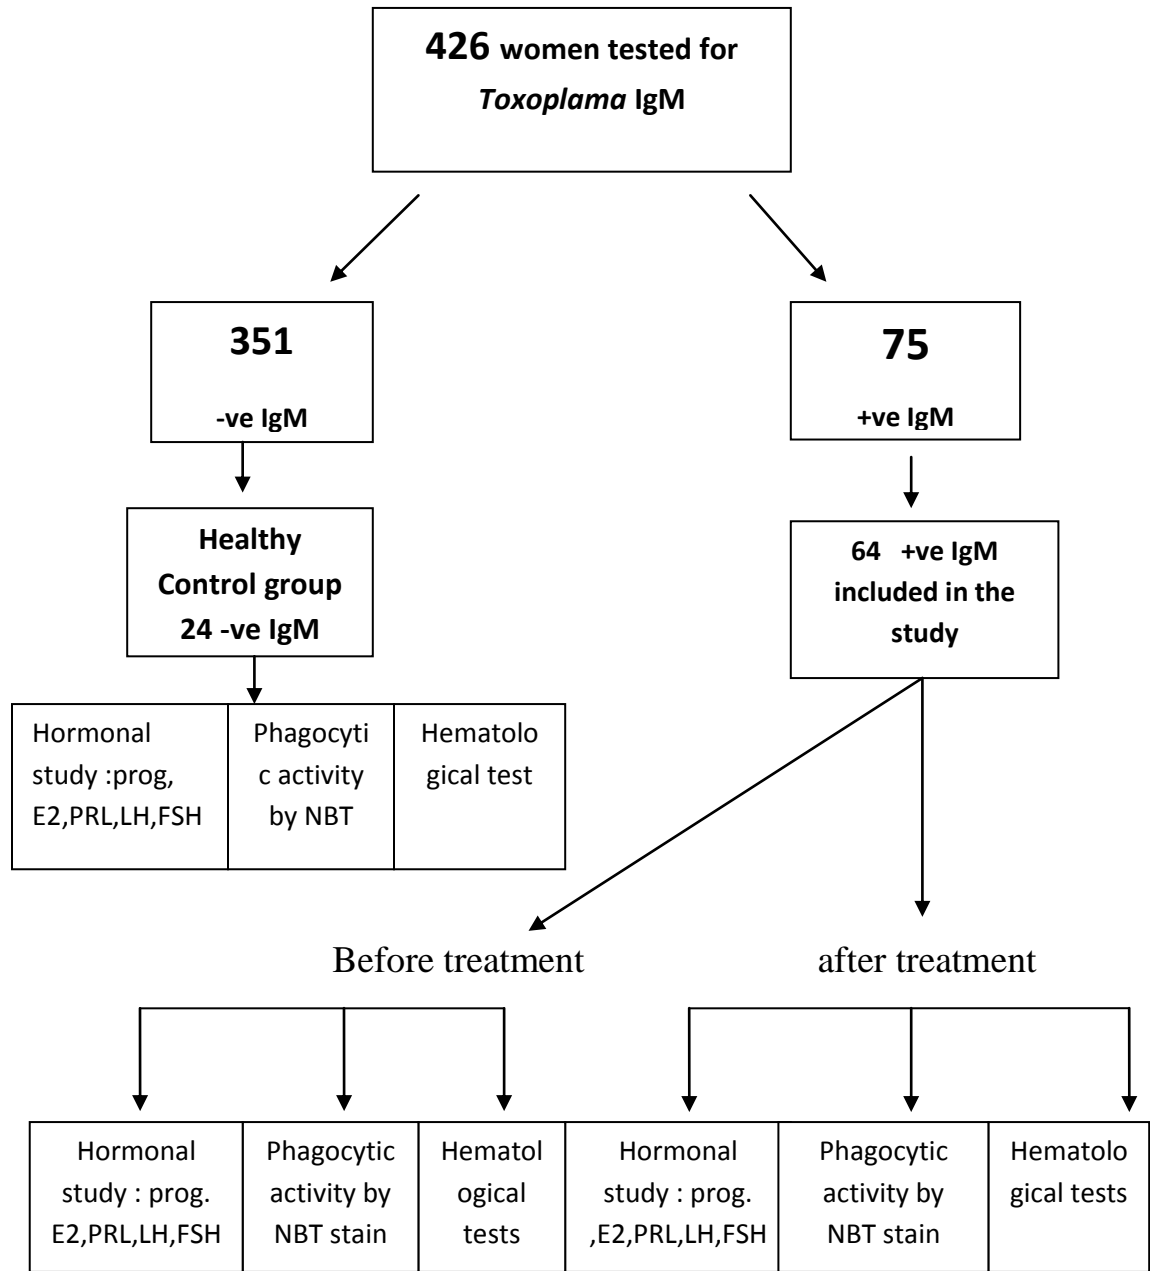 426 women tested for
Toxoplama IgM
351
-ve IgM
75
+ve IgM
Healthy
Control group
24 -ve IgM
64 +ve IgM
included in the
study
Hormonal
study :prog,
E2,PRL,LH,FSH
Phagocyti
c activity
by NBT
Hematolo
gical test
Before treatment
after treatment
Hormonal
study : prog.
E2,PRL,LH,FSH
Phagocytic
activity by
NBT stain
Hematol
ogical
tests
Hormonal
study : prog.
,E2,PRL,LH,FSH
Phagocytic
activity by
NBT stain
Hematolo
gical tests